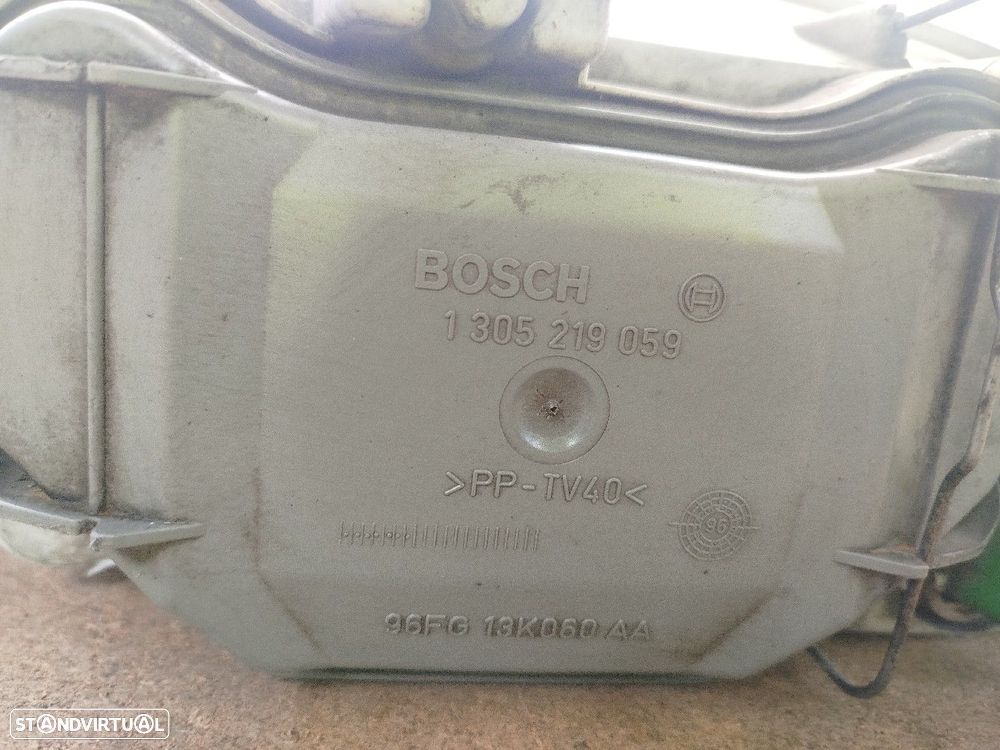 BOSCH
1 305 219 059
>PP-TV40<
96
96FG 13K060 AA
STANDVIRTUAL